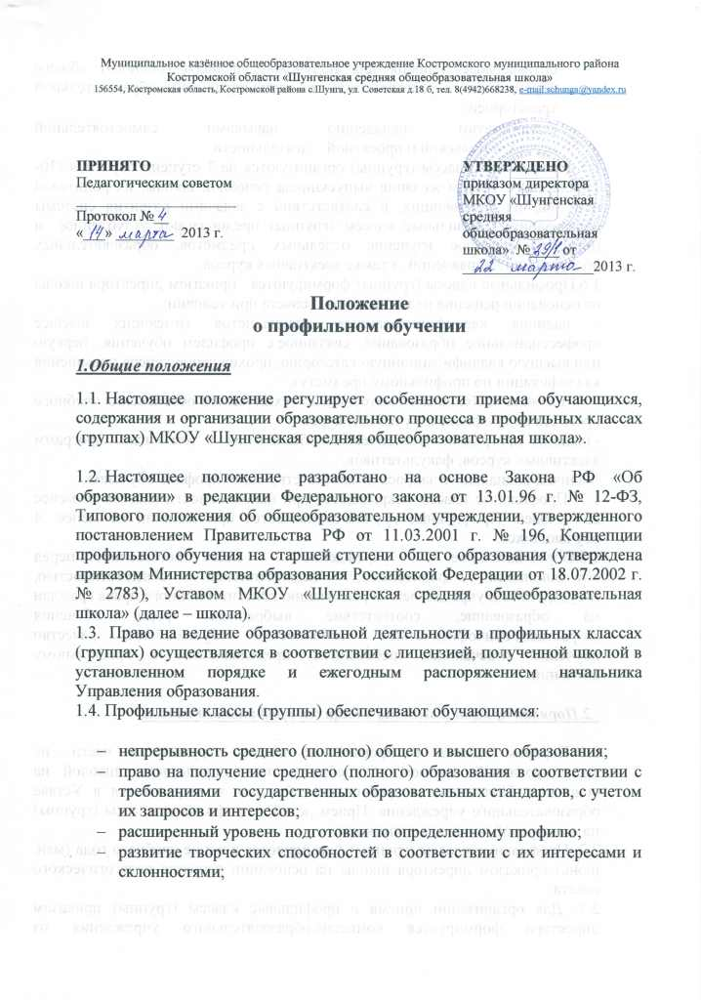 Муниципальное казённое общеобразовательное учреждение Костромского муниципального района
Костромской области «Шунгенская средняя общеобразовательная школа»
156554, Костромская область, Костромской района с.Шунга, ул. Советская д.18 б, тел. 8(4942)668238, e-mail:schunga@yandex.ru
ПРИНЯТО
Педагогическим советом
Протокол № 4
« 14 » марта 2013 г.
УТВЕРЖДЕНО
приказом директора
МКОУ «Шунгенская
средняя
общеобразовательная
школа». № 29/1 от
22 марта 2013 г.
Положение
о профильном обучении
1.Общие положения
1.1. Настоящее положение регулирует особенности приема обучающихся,
содержания и организации образовательного процесса в профильных классах
(группах) МКОУ «Шунгенская средняя общеобразовательная школа».
1.2. Настоящее положение разработано на основе Закона РФ «Об
образовании» в редакции Федерального закона от 13.01.96 г. № 12-ФЗ,
Типового положения об общеобразовательном учреждении, утвержденного
постановлением Правительства РФ от 11.03.2001 г. № 196, Концепции
профильного обучения на старшей ступени общего образования (утверждена
приказом Министерства образования Российской Федерации от 18.07.2002 г.
№ 2783), Уставом МКОУ «Шунгенская средняя общеобразовательная
школа» (далее – школа).
1.3. Право на ведение образовательной деятельности в профильных классах
(группах) осуществляется в соответствии с лицензией, полученной школой в
установленном порядке и ежегодным распоряжением начальника
Управления образования.
1.4. Профильные классы (группы) обеспечивают обучающимся:
– непрерывность среднего (полного) общего и высшего образования;
– право на получение среднего (полного) образования в соответствии с
требованиями государственных образовательных стандартов, с учетом
их запросов и интересов;
– расширенный уровень подготовки по определенному профилю;
– развитие творческих способностей в соответствии с их интересами и
склонностями;